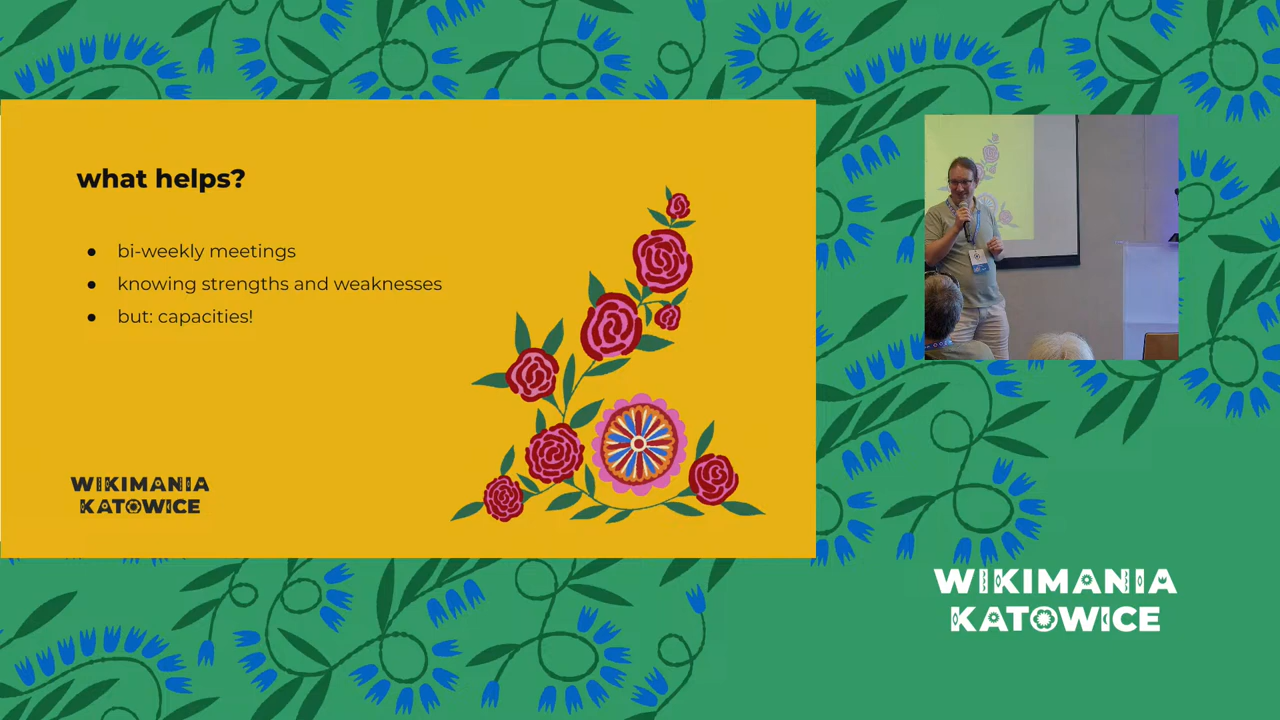 what helps?
● bi-weekly meetings
● knowing strengths and weaknesses
● but: capacities!
WIKIMANIA
KATOWICE
WIKIMANIA
KATOWICE